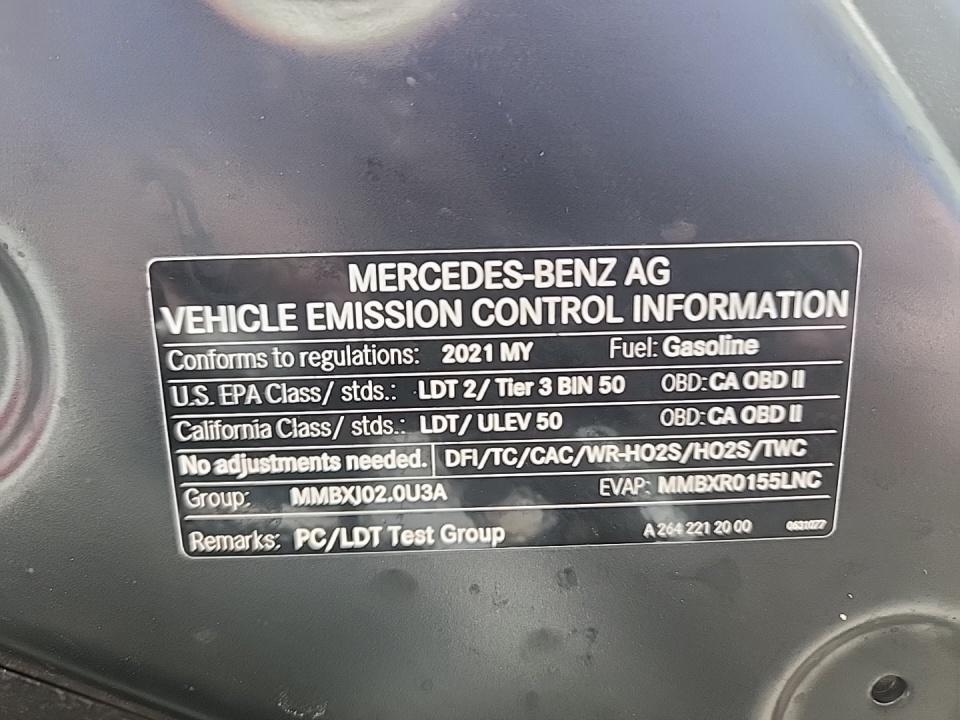 MERCEDES-BENZ AG
VEHICLE EMISSION CONTROL INFORMATION
Conforms to regulations: 2021 MY Fuel: Gasoline
U.S. EPA Class/ stds.: LDT 2/ Tier 3 BIN 50 OBD: CA OBD II
California Class/ stds.: LDT/ ULEV 50 OBD: CA OBD II
No adjustments needed. DFI/TC/CAC/WR-HO2S/HO2S/TWC
Group: MMBXJ02.0U3A EVAP: MMBXR0155LNC
Remarks: PC/LDT Test Group A 264 221 20 00